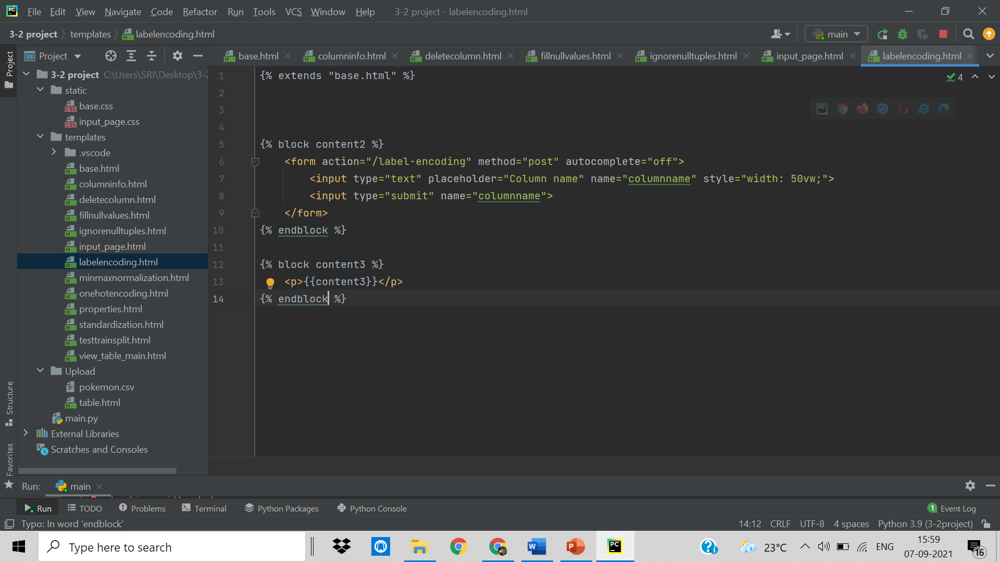 File Edit View Navigate Code Refactor Run Tools VCS Window Help 3-2 project - labelencoding.html
3-2 project templates labelencoding.html main
Project
Project
base.html columninfo.html deletecolumn.html fillnullvalues.html ignorenulltuples.html input_page.html labelencoding.html
3-2 project C:\Users\SRI\Desktop\3-2
static
base.css
input_page.css
templates
.vscode
base.html
columninfo.html
deletecolumn.html
fillnullvalues.html
ignorenulltuples.html
input_page.html
labelencoding.html
minmaxnormalization.html
onehotencoding.html
properties.html
standardization.html
testtrainsplit.html
view_table_main.html
Upload
pokemon.csv
table.html
main.py
External Libraries
Scratches and Consoles
Structure
Favorites
4
1 {% extends "base.html" %}
2
3
4
5 {% block content2 %}
6 <form action="/label-encoding" method="post" autocomplete="off">
7 <input type="text" placeholder="Column name" name="columnname" style="width: 50vw;">
8 <input type="submit" name="columnname">
9 </form>
10 {% endblock %}
11
12 {% block content3 %}
13 <p>{{content3}}</p>
14 {% endblock %}
Run: main
Run TODO Problems Terminal Python Packages Python Console 1 Event Log
Typo: In word 'endblock' 14:12 CRLF UTF-8 4 spaces Python 3.9 (3-2project)
Type here to search
23°C ENG 15:59
07-09-2021
16